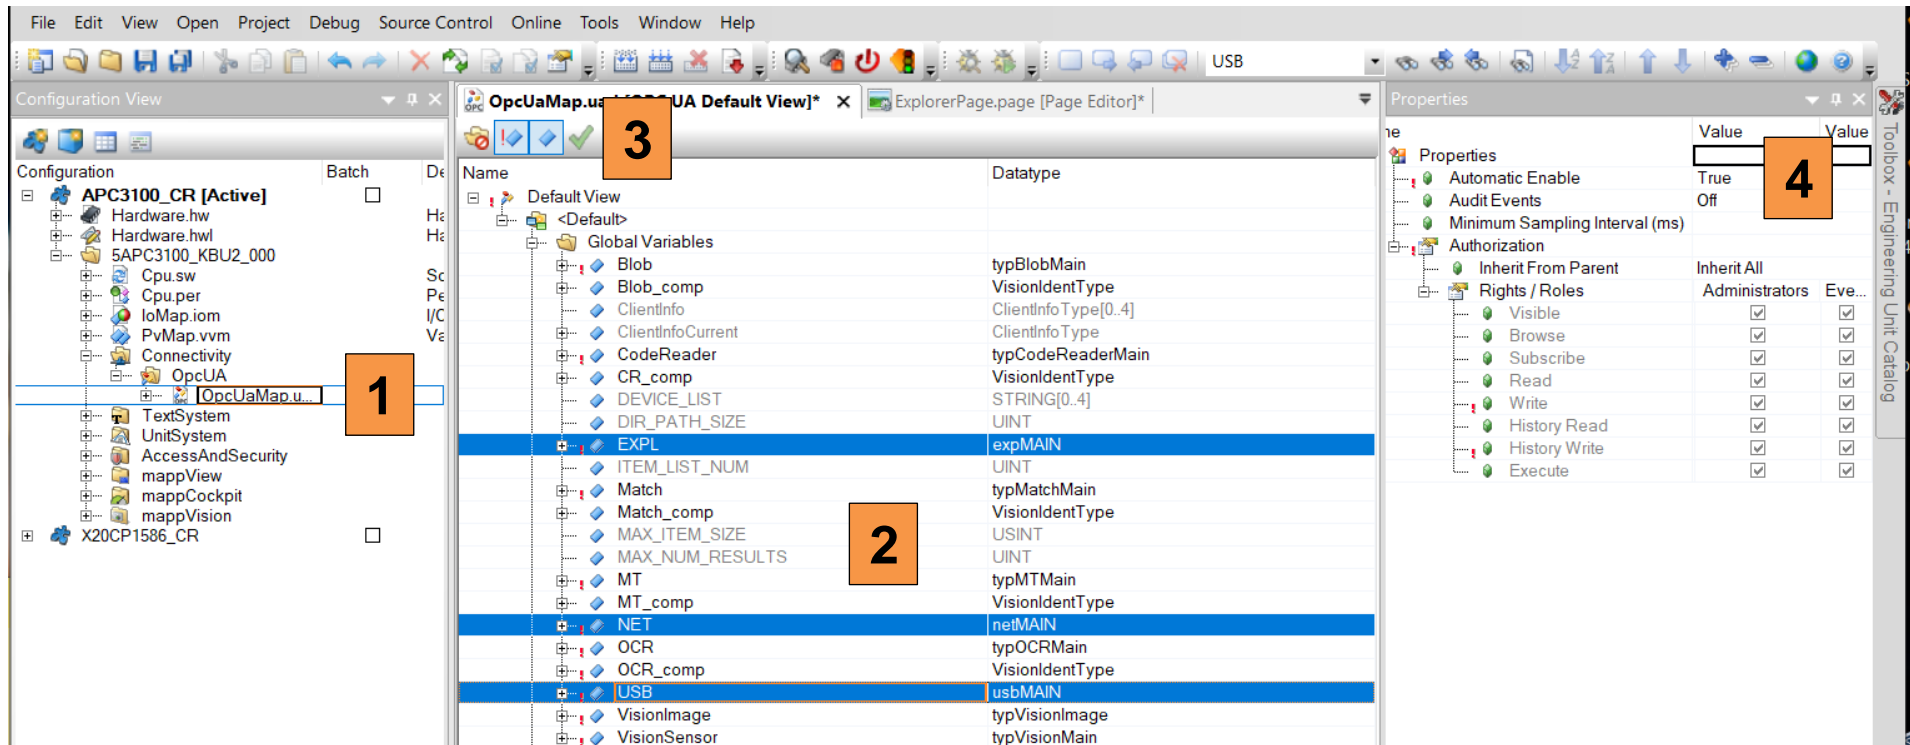 File Edit View Open Project Debug Source Control Online Tools Window Help
USB
Configuration View
OpcUaMap.ua [OPC UA Default View]*
ExplorerPage.page [Page Editor]*
Properties
3
4
Configuration Batch De
APC3100_CR [Active]
Hardware.hw Ha
Hardware.hwl Ha
5APC3100_KBU2_000
Cpu.sw So
Cpu.per Pe
IoMap.iom I/C
PvMap.vvm Va
Connectivity
OpcUA
OpcUaMap.u...
1
TextSystem
UnitSystem
AccessAndSecurity
mappView
mappCockpit
mappVision
X20CP1586_CR
Name Datatype
Default View
<Default>
Global Variables
Blob typBlobMain
Blob_comp VisionIdentType
ClientInfo ClientInfoType[0..4]
ClientInfoCurrent ClientInfoType
CodeReader typCodeReaderMain
CR_comp VisionIdentType
DEVICE_LIST STRING[0..4]
DIR_PATH_SIZE UINT
EXPL expMAIN
ITEM_LIST_NUM UINT
Match typMatchMain
Match_comp VisionIdentType
MAX_ITEM_SIZE USINT
MAX_NUM_RESULTS UINT
2
MT typMTMain
MT_comp VisionIdentType
NET netMAIN
OCR typOCRMain
OCR_comp VisionIdentType
USB usbMAIN
VisionImage typVisionImage
VisionSensor typVisionMain
Value Value
Properties
Automatic Enable True
Audit Events Off
Minimum Sampling Interval (ms)
Authorization
Inherit From Parent Inherit All
Rights / Roles Administrators Eve...
Visible
Browse
Subscribe
Read
Write
History Read
History Write
Execute
Toolbox - Engineering Unit Catalog